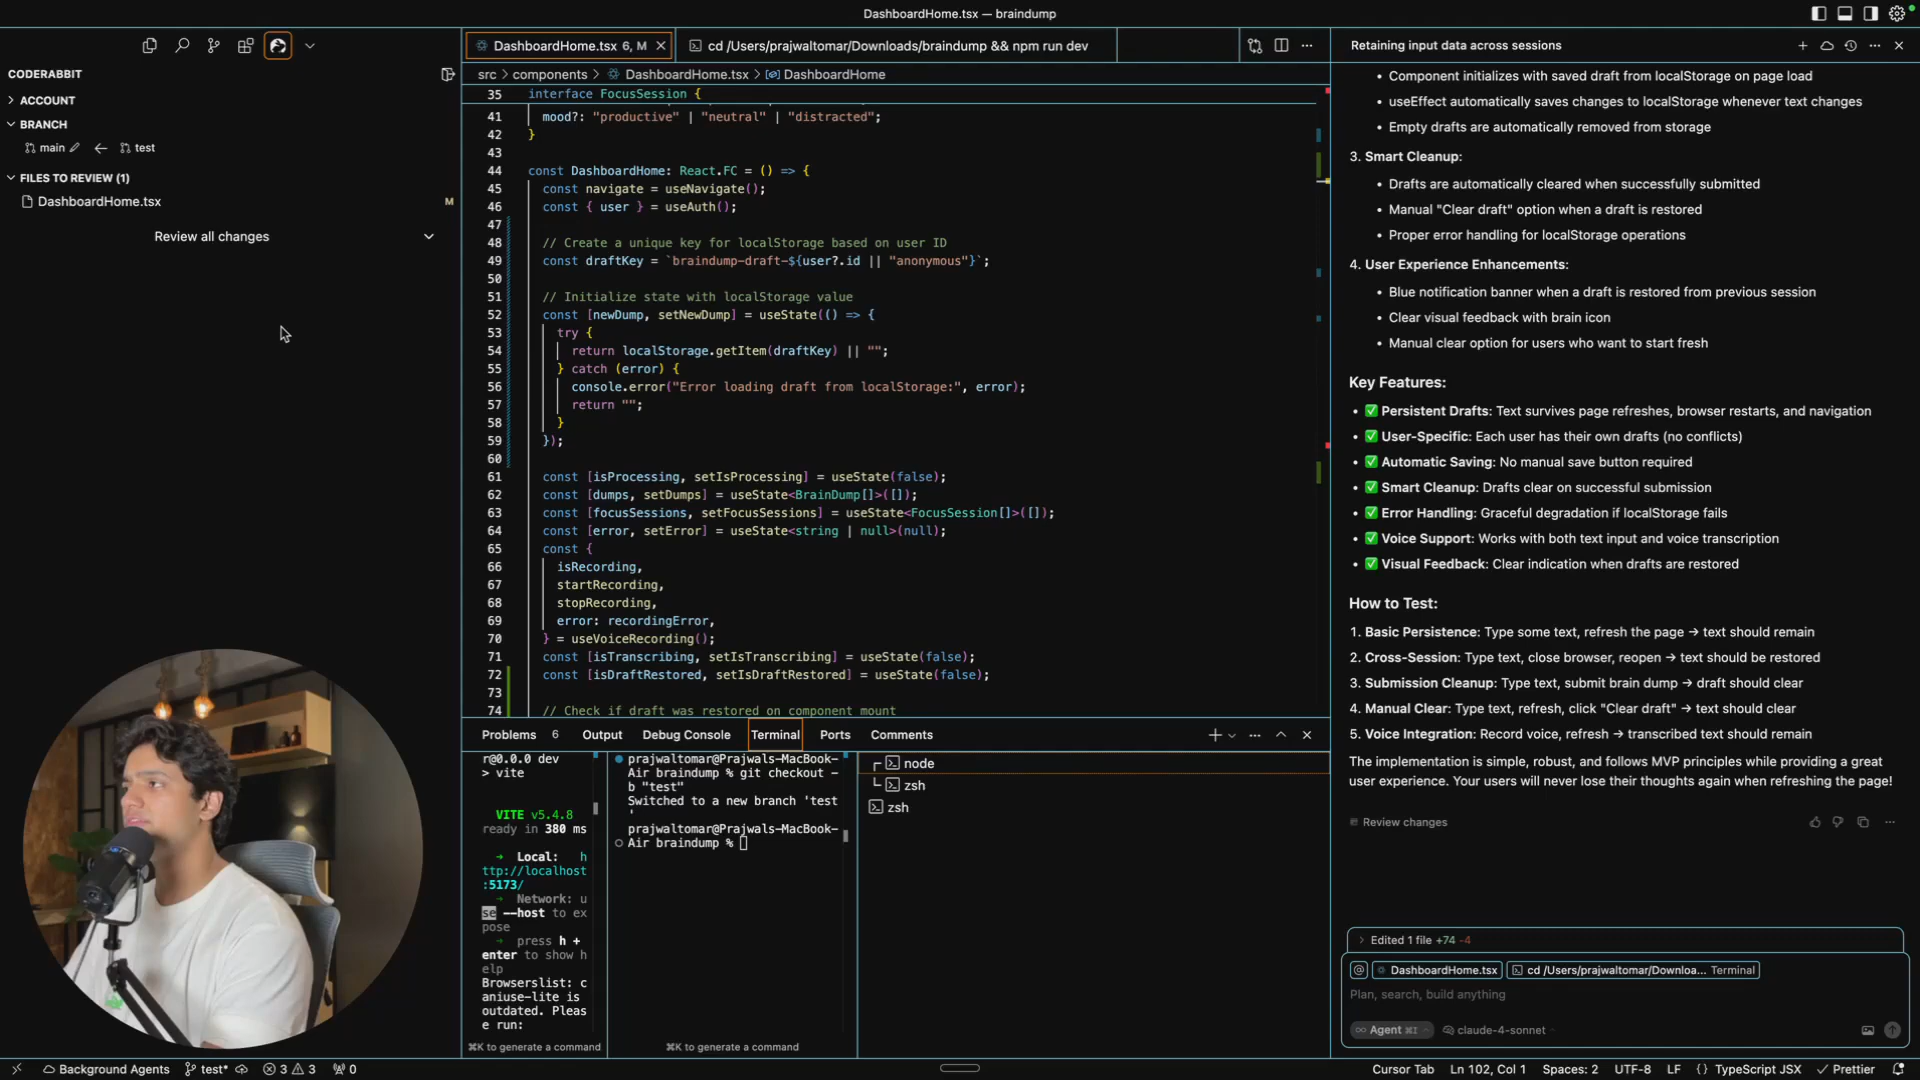 DashboardHome.tsx — braindump
CODERABBIT
ACCOUNT
BRANCH
main ← test
FILES TO REVIEW (1)
DashboardHome.tsx M
Review all changes
DashboardHome.tsx 6, M
cd /Users/prajwaltomar/Downloads/braindump && npm run dev
src > components > DashboardHome.tsx > DashboardHome
35 interface FocusSession {
41 mood?: "productive" | "neutral" | "distracted";
42 }
43
44 const DashboardHome: React.FC = () => {
45 const navigate = useNavigate();
46 const { user } = useAuth();
47
48 // Create a unique key for localStorage based on user ID
49 const draftKey = `braindump-draft-${user?.id || "anonymous"}`;
50
51 // Initialize state with localStorage value
52 const [newDump, setNewDump] = useState(() => {
53 try {
54 return localStorage.getItem(draftKey) || "";
55 } catch (error) {
56 console.error("Error loading draft from localStorage:", error);
57 return "";
58 }
59 });
60
61 const [isProcessing, setIsProcessing] = useState(false);
62 const [dumps, setDumps] = useState<BrainDump[]>([]);
63 const [focusSessions, setFocusSessions] = useState<FocusSession[]>([]);
64 const [error, setError] = useState<string | null>(null);
65 const {
66 isRecording,
67 startRecording,
68 stopRecording,
69 error: recordingError,
70 } = useVoiceRecording();
71 const [isTranscribing, setIsTranscribing] = useState(false);
72 const [isDraftRestored, setIsDraftRestored] = useState(false);
73
74 // Check if draft was restored on component mount
Problems 6 Output Debug Console Terminal Ports Comments
r@0.0.0 dev
> vite
VITE v5.4.8
ready in 380 ms
➜ Local: h
ttp://localhost
:5173/
➜ Network: u
se --host to ex
pose
➜ press h +
enter to show h
elp
Browserslist: c
aniuse-lite is
outdated. Pleas
e run:
⌘K to generate a command
prajwaltomar@Prajwals-MacBook-
Air braindump % git checkout -
b "test"
Switched to a new branch 'test
'
prajwaltomar@Prajwals-MacBook-
Air braindump %
⌘K to generate a command
node
zsh
zsh
Retaining input data across sessions
• Component initializes with saved draft from localStorage on page load
• useEffect automatically saves changes to localStorage whenever text changes
• Empty drafts are automatically removed from storage
3. Smart Cleanup:
• Drafts are automatically cleared when successfully submitted
• Manual "Clear draft" option when a draft is restored
• Proper error handling for localStorage operations
4. User Experience Enhancements:
• Blue notification banner when a draft is restored from previous session
• Clear visual feedback with brain icon
• Manual clear option for users who want to start fresh
Key Features:
• ✅ Persistent Drafts: Text survives page refreshes, browser restarts, and navigation
• ✅ User-Specific: Each user has their own drafts (no conflicts)
• ✅ Automatic Saving: No manual save button required
• ✅ Smart Cleanup: Drafts clear on successful submission
• ✅ Error Handling: Graceful degradation if localStorage fails
• ✅ Voice Support: Works with both text input and voice transcription
• ✅ Visual Feedback: Clear indication when drafts are restored
How to Test:
1. Basic Persistence: Type some text, refresh the page → text should remain
2. Cross-Session: Type text, close browser, reopen → text should be restored
3. Submission Cleanup: Type text, submit brain dump → draft should clear
4. Manual Clear: Type text, refresh, click "Clear draft" → text should clear
5. Voice Integration: Record voice, refresh → transcribed text should remain
The implementation is simple, robust, and follows MVP principles while providing a great
user experience. Your users will never lose their thoughts again when refreshing the page!
Review changes
Edited 1 file +74 -4
@ DashboardHome.tsx cd /Users/prajwaltomar/Downloa... Terminal
Plan, search, build anything
Agent ⌘I claude-4-sonnet
Background Agents test* 3 3 0
Cursor Tab Ln 102, Col 1 Spaces: 2 UTF-8 LF {} TypeScript JSX Prettier